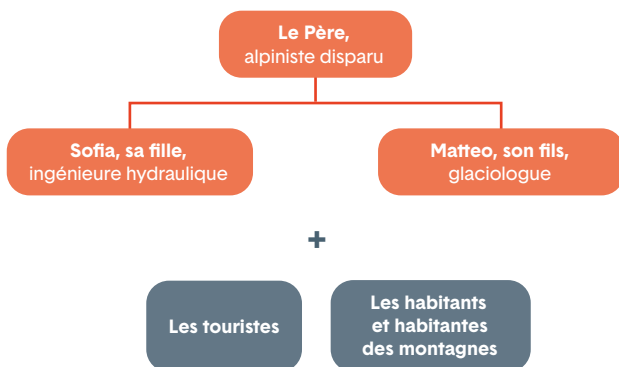 Le Père,
alpiniste disparu
Sofia, sa fille,
ingénieure hydraulique
Matteo, son fils,
glaciologue
+
Les touristes
Les habitants
et habitantes
des montagnes